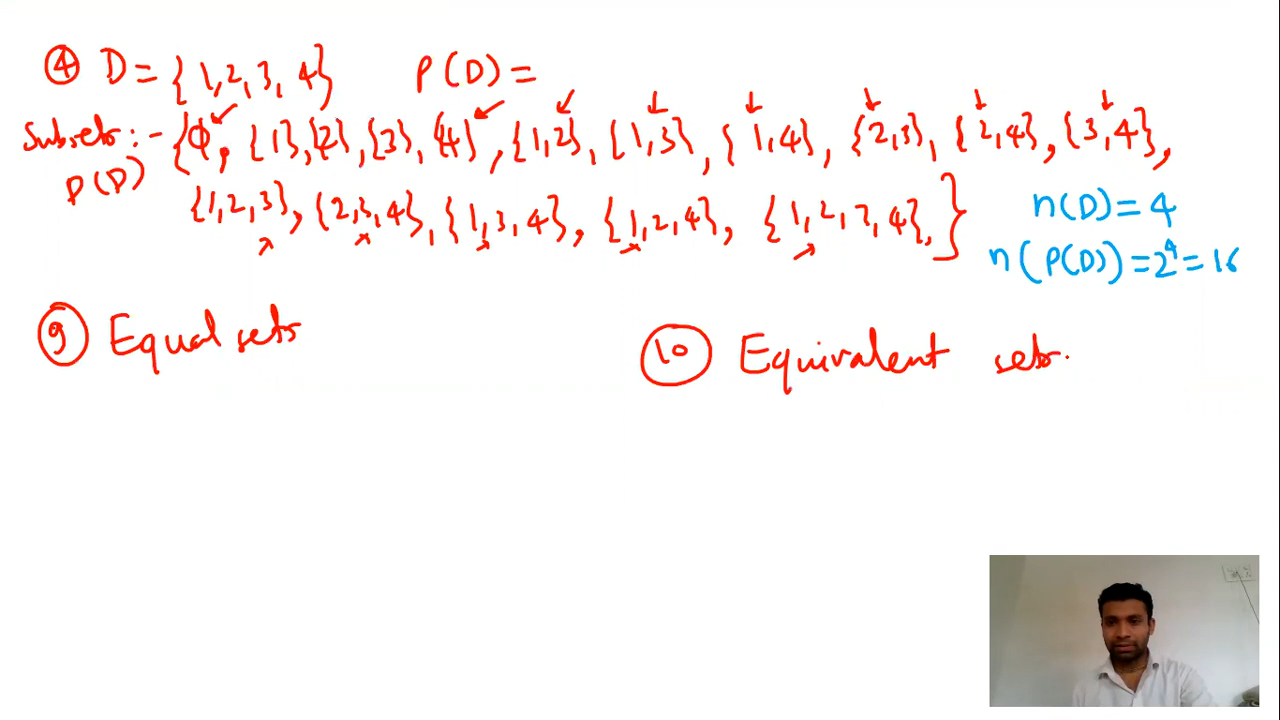 ④ D = {1,2,3,4} P(D) =
Subsets :- {ϕ, {1},{2},{3},{4},{1,2},{1,3},{1,4},{2,3},{2,4},{3,4},
P(D)
{1,2,3},{2,3,4},{1,3,4},{1,2,4},{1,2,3,4},}
n(D) = 4
n(P(D)) = 2⁴ = 16
⑨ Equal sets
⑩ Equivalent sets.